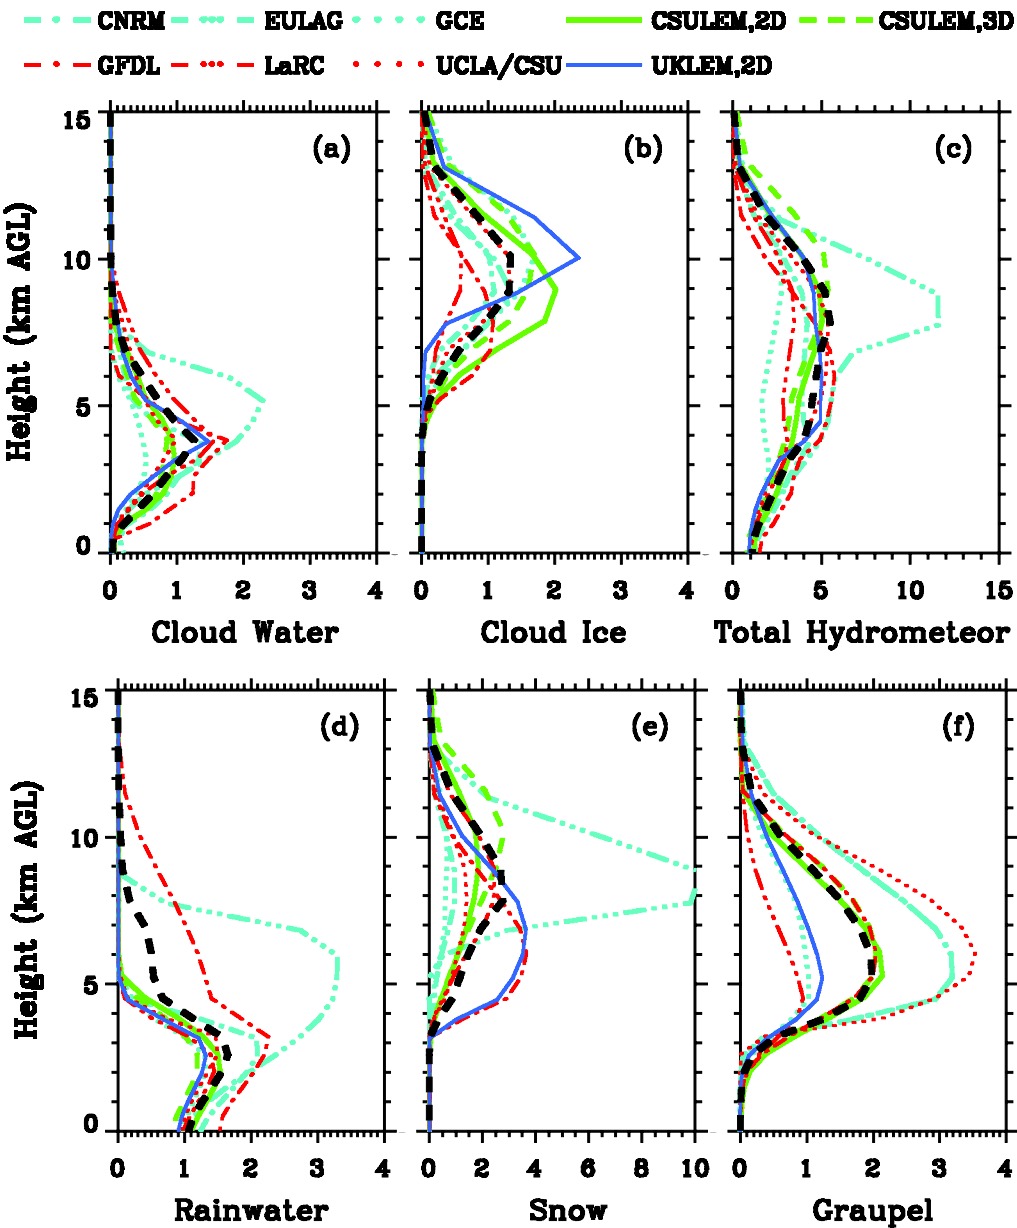 CNRM EULAG GCE CSULEM,2D CSULEM,3D
GFDL LaRC UCLA/CSU UKLEM,2D
15 (a) (b) (c)
10
5
0
Height (km AGL)
0 1 2 3 4 0 1 2 3 4 0 5 10 15
Cloud Water Cloud Ice Total Hydrometeor
15 (d) (e) (f)
10
5
0
Height (km AGL)
0 1 2 3 4 0 2 4 6 8 10 0 1 2 3 4
Rainwater Snow Graupel